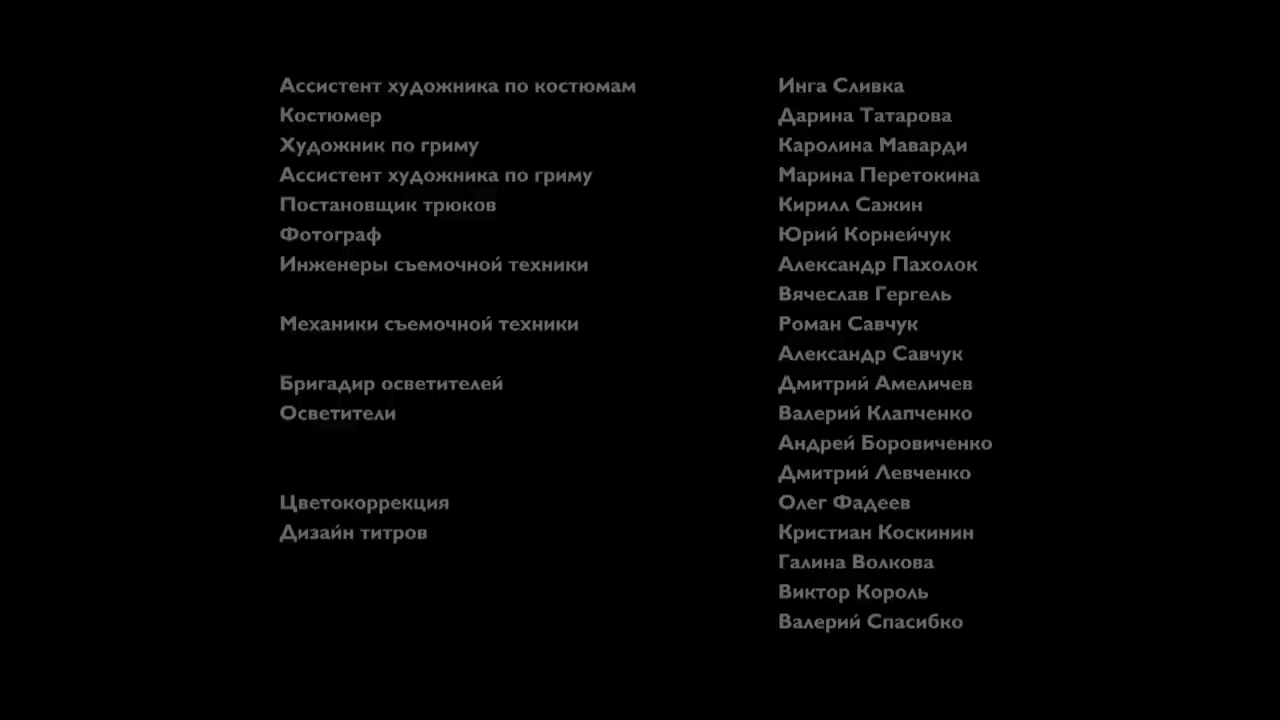 Ассистент художника по костюмам Инга Сливка
Костюмер Дарина Татарова
Художник по гриму Каролина Маварди
Ассистент художника по гриму Марина Перетокина
Постановщик трюков Кирилл Сажин
Фотограф Юрий Корнейчук
Инженеры съемочной техники Александр Пахолок
Вячеслав Гергель
Механики съемочной техники Роман Савчук
Александр Савчук
Бригадир осветителей Дмитрий Амеличев
Осветители Валерий Клапченко
Андрей Боровиченко
Дмитрий Левченко
Цветокоррекция Олег Фадеев
Дизайн титров Кристиан Коскинин
Галина Волкова
Виктор Король
Валерий Спасибко